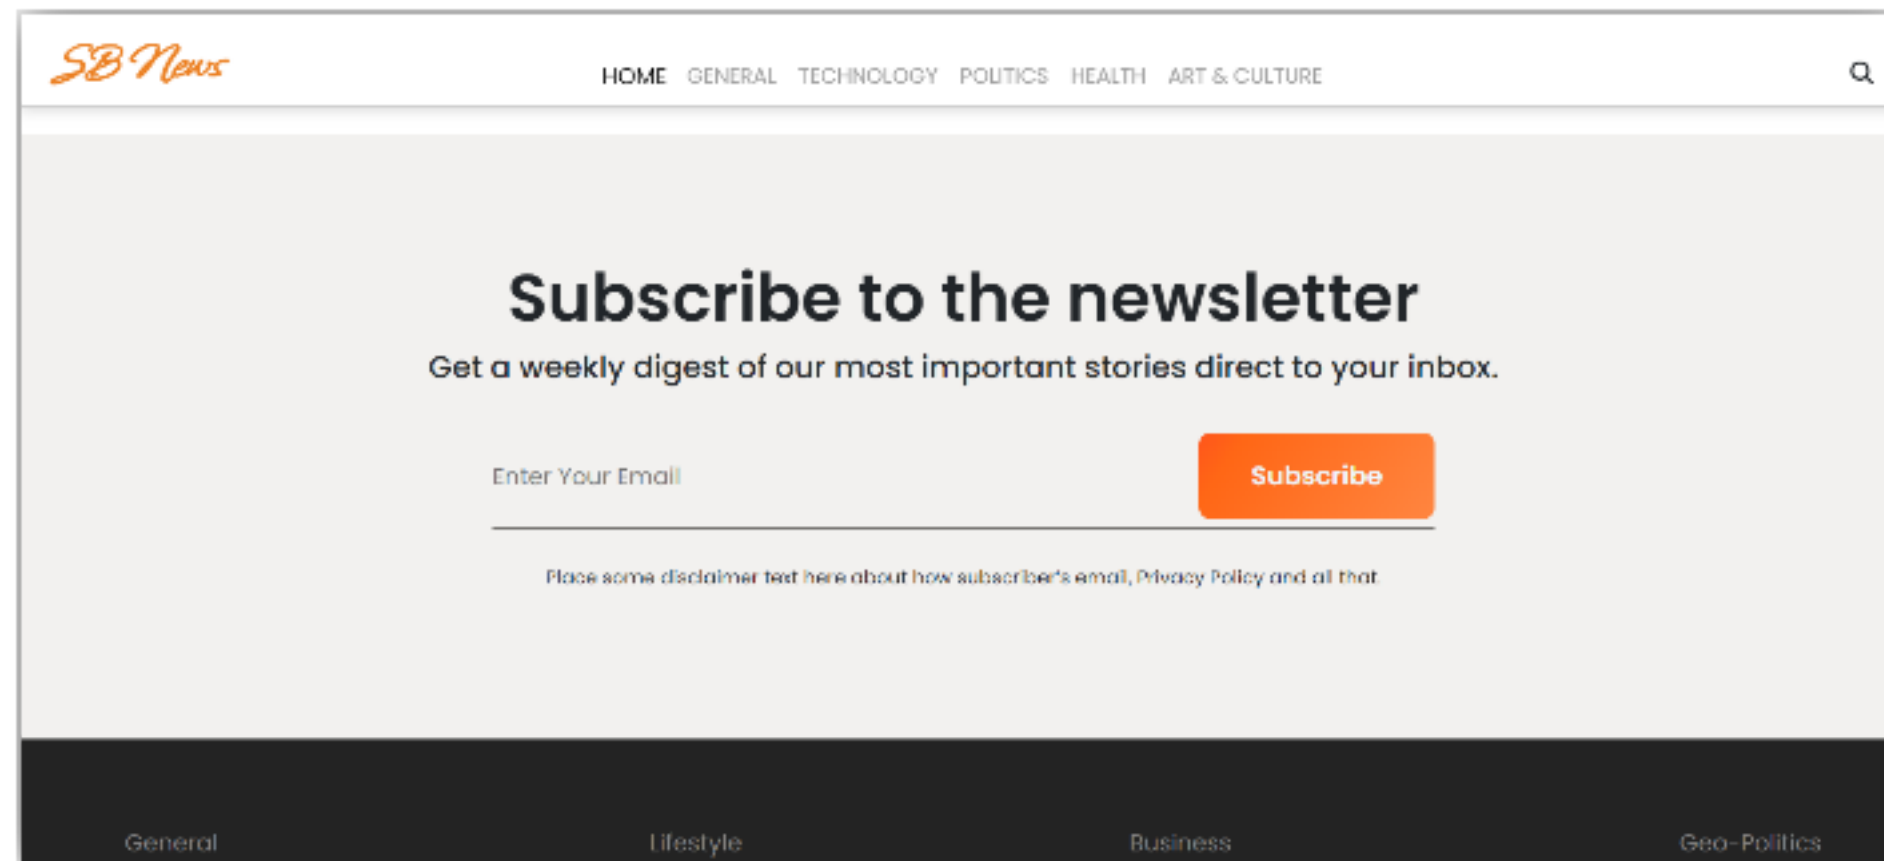 SB News
HOME GENERAL TECHNOLOGY POLITICS HEALTH ART & CULTURE
Subscribe to the newsletter
Get a weekly digest of our most important stories direct to your inbox.
Enter Your Email
Subscribe
Place some disclaimer text here about how subscriber's email, Privacy Policy and all that
General Lifestyle Business Geo-Politics